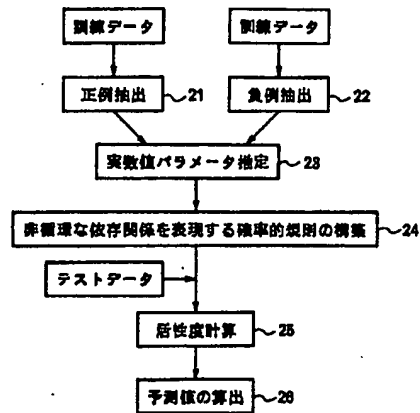 訓練データ
訓練データ
正例抽出
21
負例抽出
22
実数値パラメータ推定
23
非循環な依存関係を表現する確率的規則の構築
24
テストデータ
活性度計算
25
予測値の算出
26